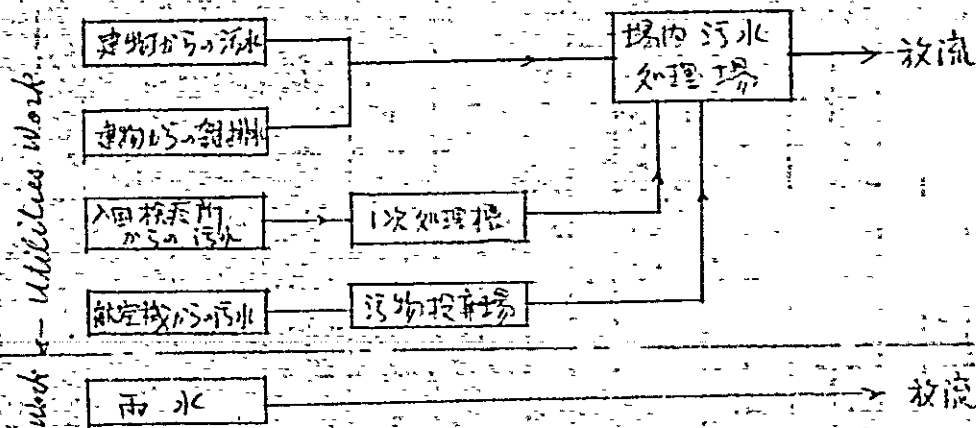 建物からの汚水
建物からの雑排水
入国検疫所
からの汚水
航空機からの汚水
1次処理槽
汚物投棄場
場内汚水
処理場
放流
雨水
放流
Utilities Work
Work